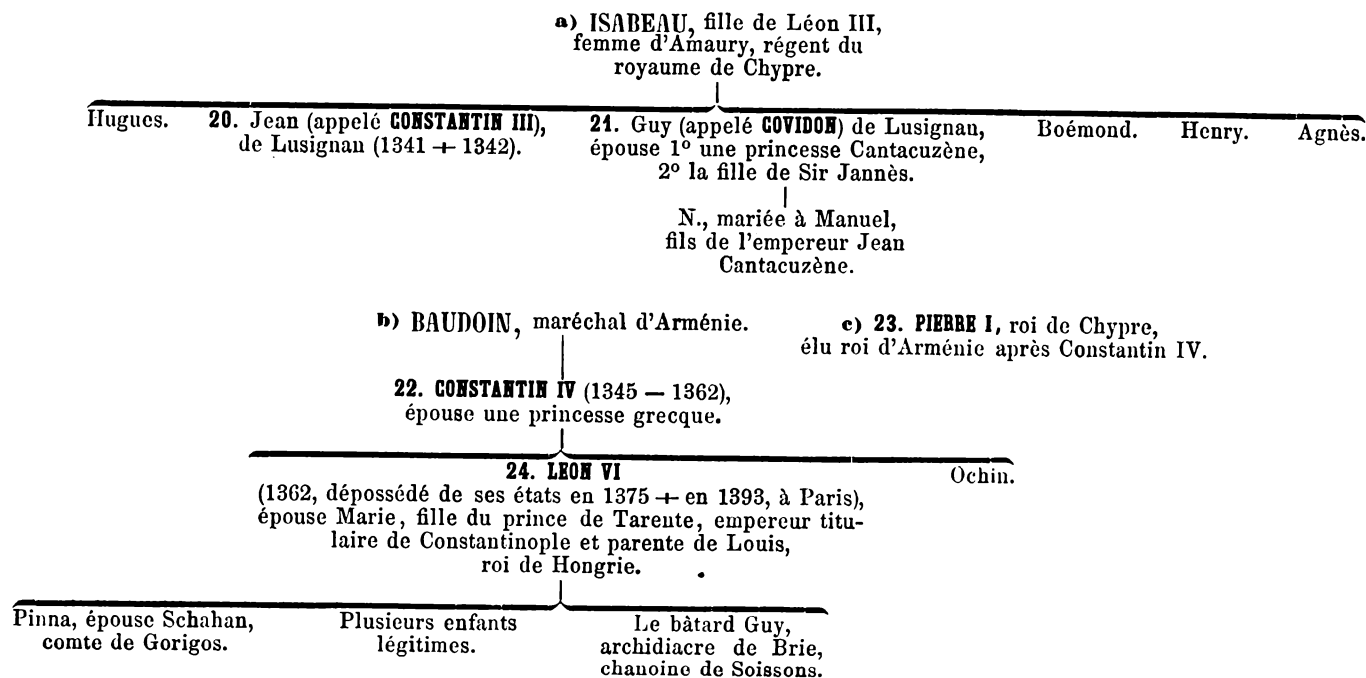 a) ISABEAU, fille de Léon III,
femme d'Amaury, régent du
royaume de Chypre.
Hugues.
20. Jean (appelé CONSTANTIN III),
de Lusignan (1341 + 1342).
21. Guy (appelé GOVIDON) de Lusignan,
épouse 1º une princesse Cantacuzène,
2º la fille de Sir Jannès.
Boémond.
Henry.
Agnès.
N., mariée à Manuel,
fils de l'empereur Jean
Cantacuzène.
b) BAUDOIN, maréchal d'Arménie.
c) 23. PIERRE I, roi de Chypre,
élu roi d'Arménie après Constantin IV.
22. CONSTANTIN IV (1345 — 1362),
épouse une princesse grecque.
24. LEON VI
(1362, dépossédé de ses états en 1375 + en 1393, à Paris),
épouse Marie, fille du prince de Tarente, empereur titu-
laire de Constantinople et parente de Louis,
roi de Hongrie.
Ochin.
Pinna, épouse Schahan,
comte de Gorigos.
Plusieurs enfants
légitimes.
Le bâtard Guy,
archidiacre de Brie,
chanoine de Soissons.